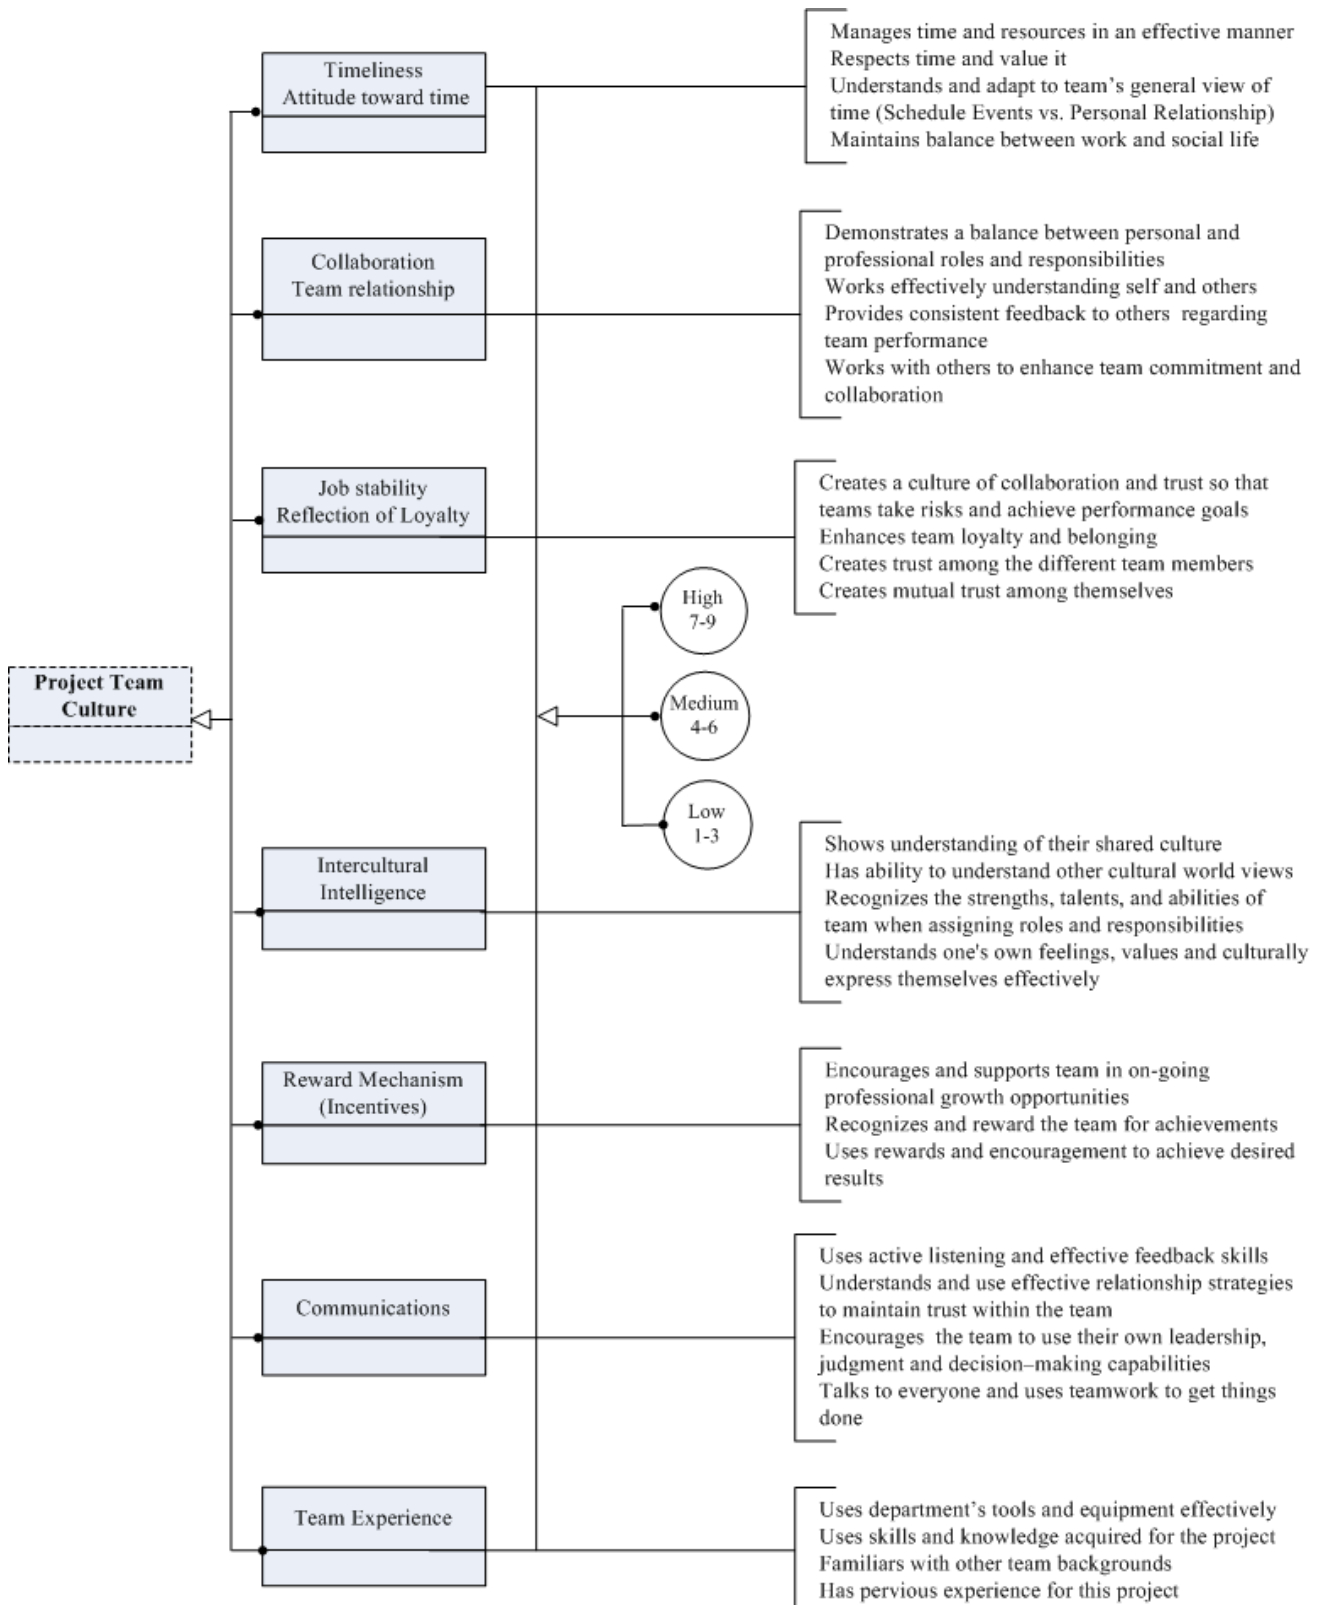 Timeliness
Attitude toward time
Manages time and resources in an effective manner
Respects time and value it
Understands and adapt to team's general view of
time (Schedule Events vs. Personal Relationship)
Maintains balance between work and social life
Collaboration
Team relationship
Demonstrates a balance between personal and
professional roles and responsibilities
Works effectively understanding self and others
Provides consistent feedback to others regarding
team performance
Works with others to enhance team commitment and
collaboration
Job stability
Reflection of Loyalty
Creates a culture of collaboration and trust so that
teams take risks and achieve performance goals
Enhances team loyalty and belonging
Creates trust among the different team members
Creates mutual trust among themselves
High
7-9
Medium
4-6
Low
1-3
Project Team
Culture
Intercultural
Intelligence
Shows understanding of their shared culture
Has ability to understand other cultural world views
Recognizes the strengths, talents, and abilities of
team when assigning roles and responsibilities
Understands one's own feelings, values and culturally
express themselves effectively
Reward Mechanism
(Incentives)
Encourages and supports team in on-going
professional growth opportunities
Recognizes and reward the team for achievements
Uses rewards and encouragement to achieve desired
results
Communications
Uses active listening and effective feedback skills
Understands and use effective relationship strategies
to maintain trust within the team
Encourages the team to use their own leadership,
judgment and decision–making capabilities
Talks to everyone and uses teamwork to get things
done
Team Experience
Uses department's tools and equipment effectively
Uses skills and knowledge acquired for the project
Familiars with other team backgrounds
Has pervious experience for this project